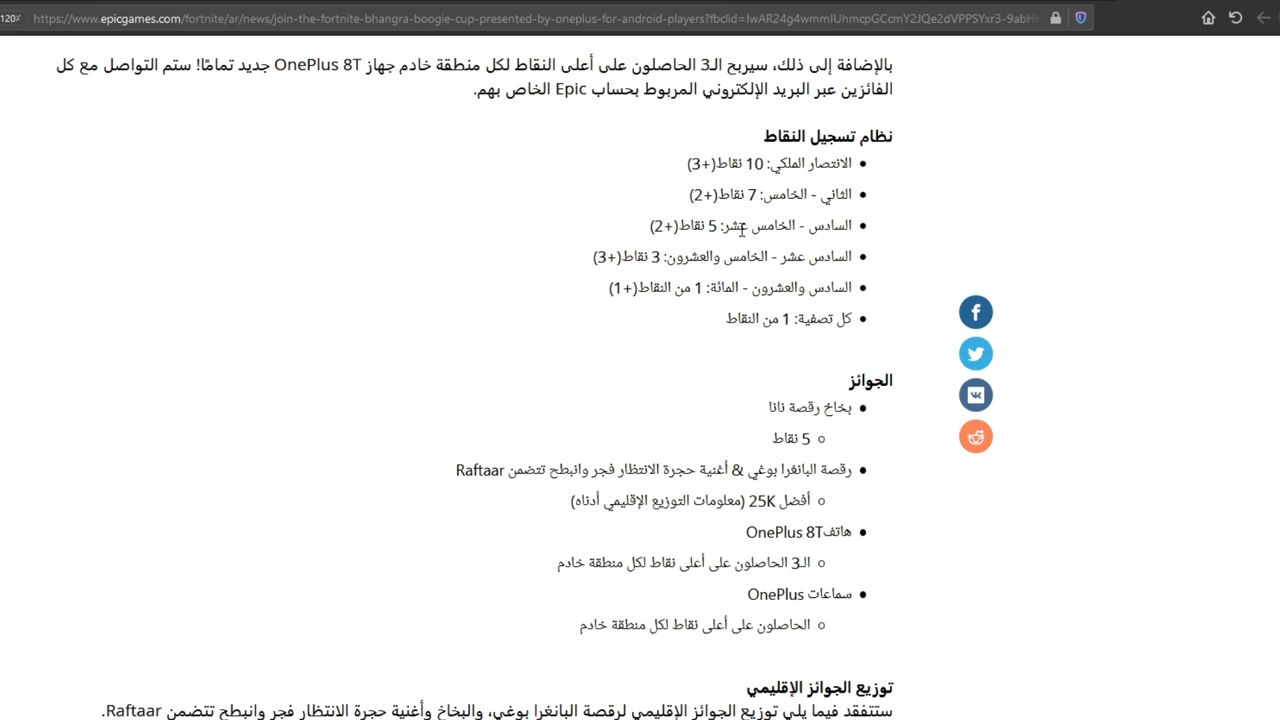 120%
https://www.epicgames.com/fortnite/ar/news/join-the-fortnite-bhangra-boogie-cup-presented-by-oneplus-for-android-players?fbclid=IwAR24g4wmmIUhmcpGCcmY2JQe2dVPPSYxr3-9abH
بالإضافة إلى ذلك، سيربح الـ3 الحاصلون على أعلى النقاط لكل منطقة خادم جهاز OnePlus 8T جديد تمامًا! ستم التواصل مع كل
الفائزين عبر البريد الإلكتروني المربوط بحساب Epic الخاص بهم.
نظام تسجيل النقاط
• الانتصار الملكي: 10 نقاط(+3)
• الثاني - الخامس: 7 نقاط(+2)
• السادس - الخامس عشر: 5 نقاط(+2)
• السادس عشر - الخامس والعشرون: 3 نقاط(+3)
• السادس والعشرون - المائة: 1 من النقاط(+1)
• كل تصفية: 1 من النقاط
الجوائز
• بخاخ رقصة نانا
○ 5 نقاط
• رقصة البانغرا بوغي & أغنية حجرة الانتظار فجر وانبطح تتضمن Raftaar
○ أفضل 25K (معلومات التوزيع الإقليمي أدناه)
• هاتفOnePlus 8T
○ الـ3 الحاصلون على أعلى نقاط لكل منطقة خادم
• سماعات OnePlus
○ الحاصلون على أعلى نقاط لكل منطقة خادم
توزيع الجوائز الإقليمي
ستتفقد فيما يلي توزيع الجوائز الإقليمي لرقصة البانغرا بوغي، والبخاخ وأغنية حجرة الانتظار فجر وانبطح تتضمن Raftaar.